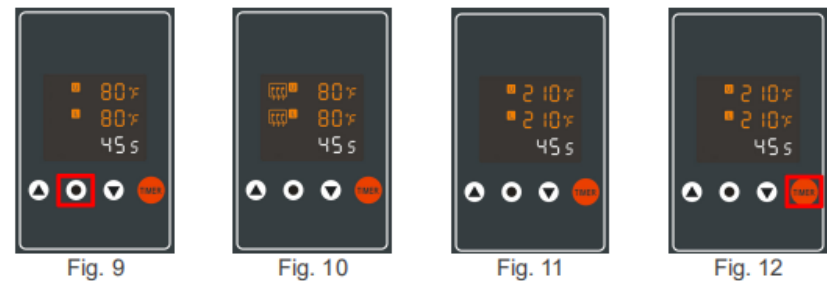 U 80°F
L 80°F
45s
TIMER
Fig. 9
U 80°F
L 80°F
45s
TIMER
Fig. 10
U 210°F
L 210°F
45s
TIMER
Fig. 11
U 210°F
L 210°F
45s
TIMER
Fig. 12